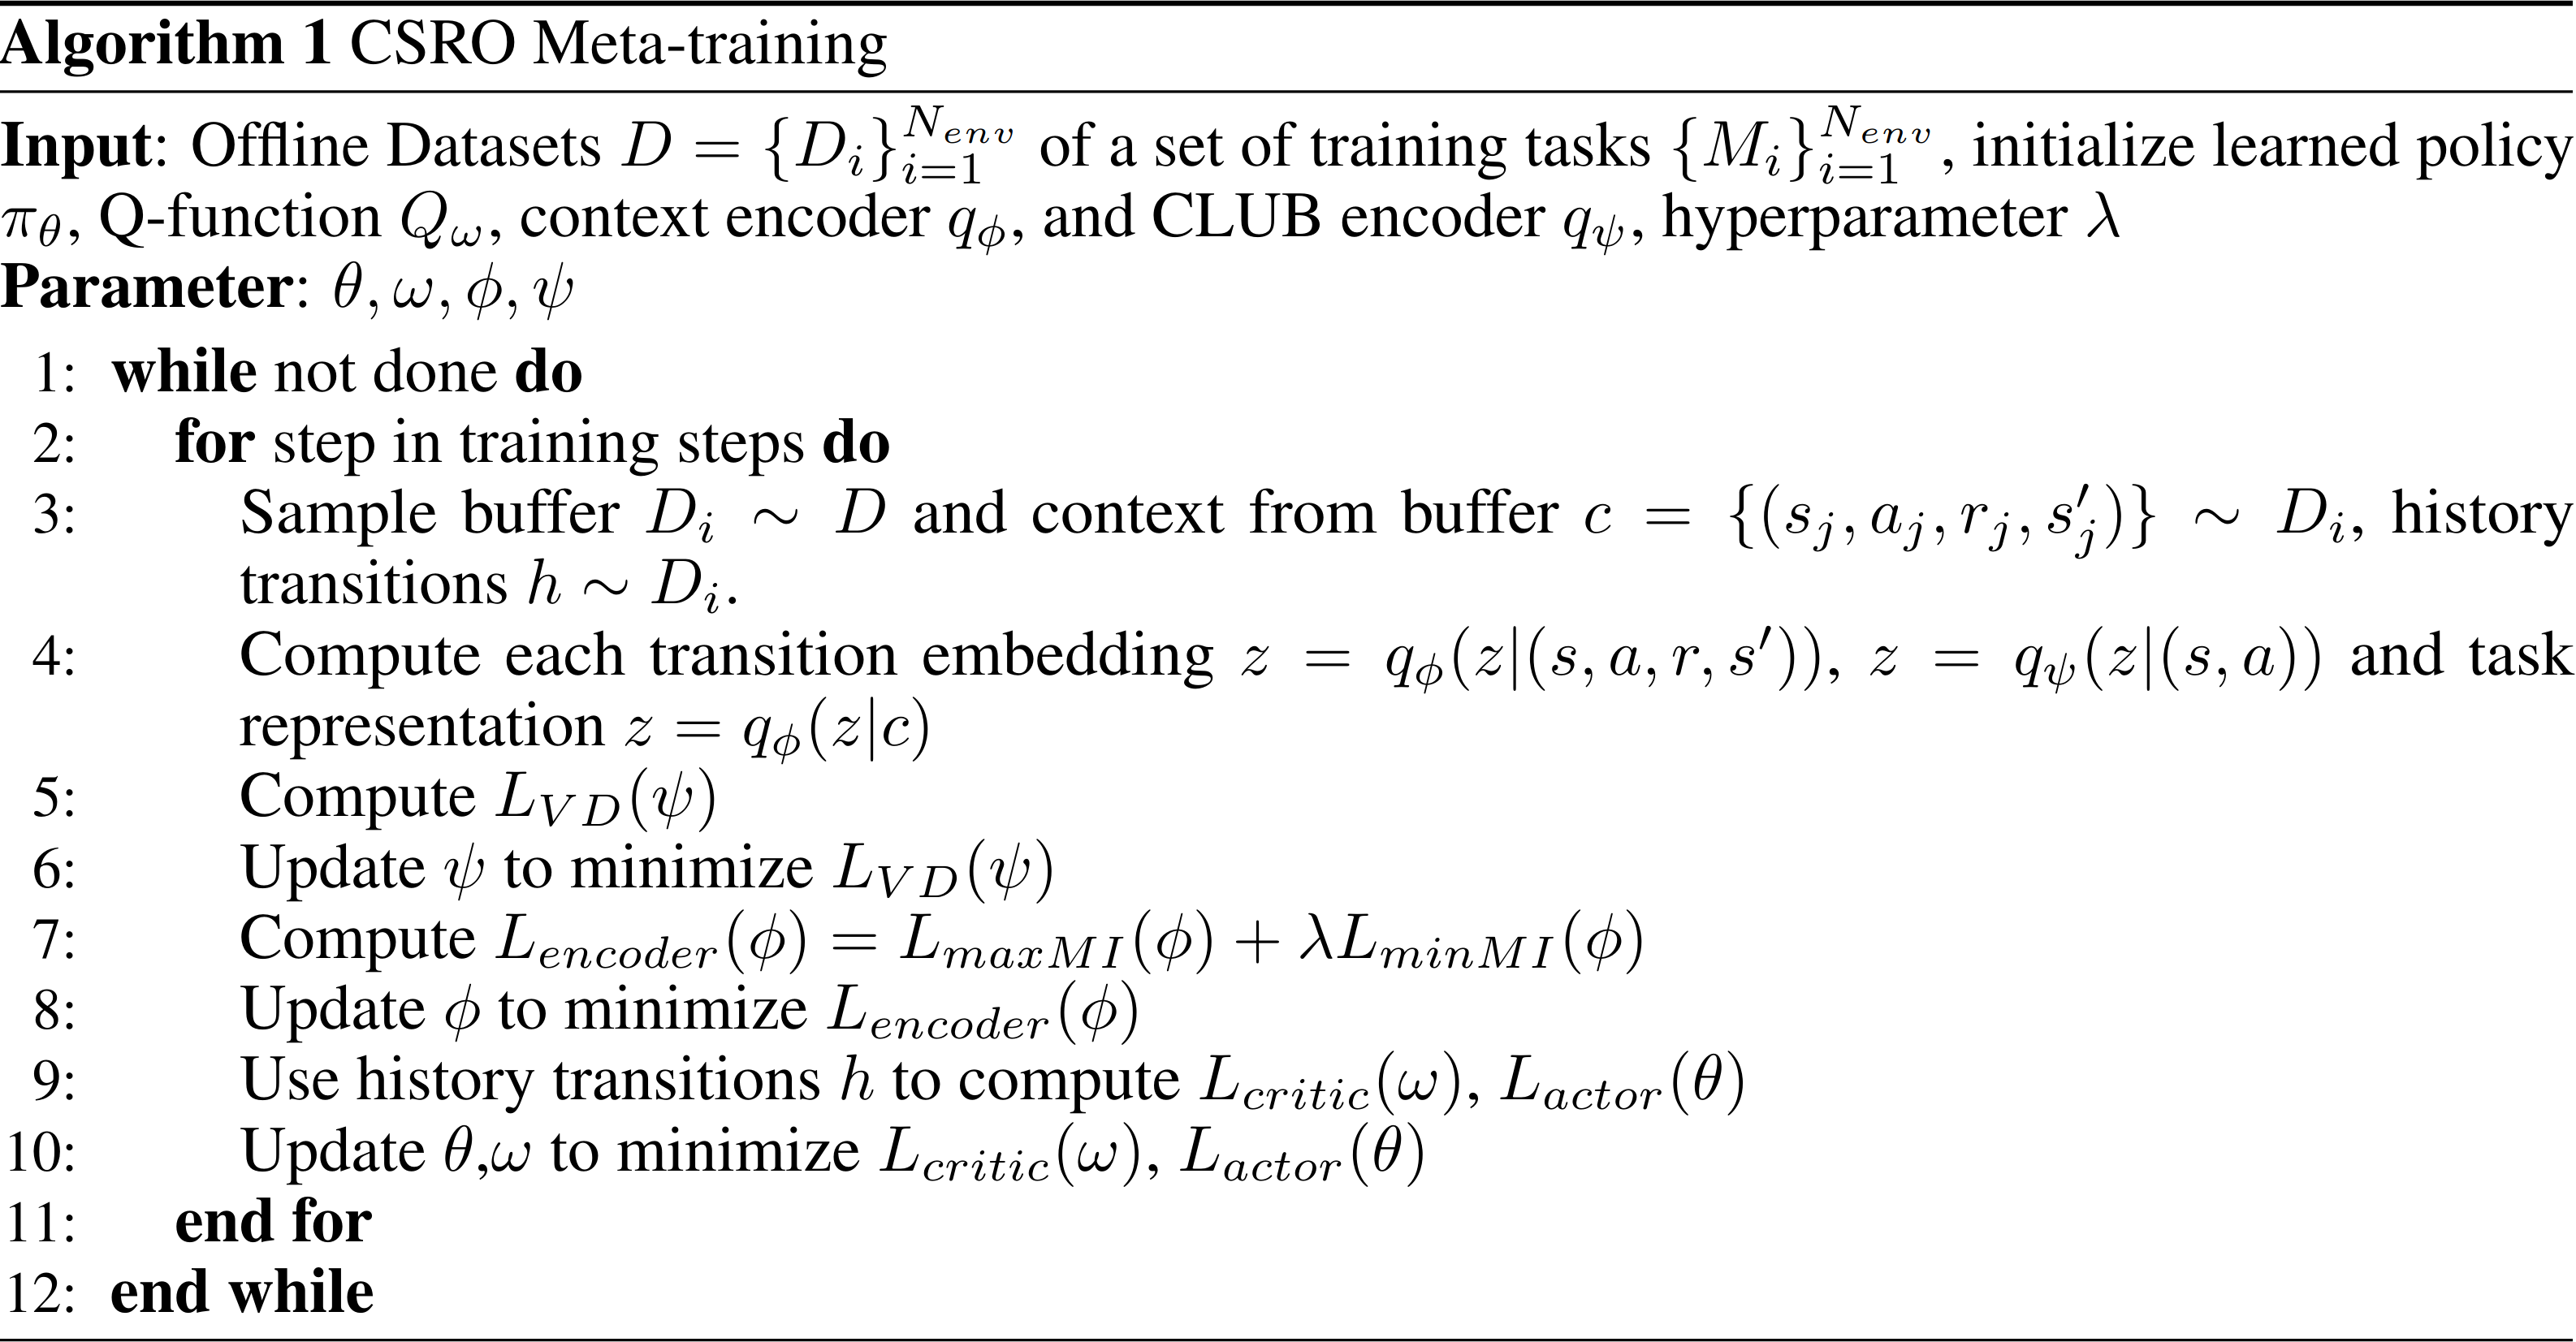 Algorithm 1 CSRO Meta-training
Input: Offline Datasets $D = \{D_i\}_{i=1}^{N_{env}}$ of a set of training tasks $\{M_i\}_{i=1}^{N_{env}}$, initialize learned policy
$\pi_\theta$, Q-function $Q_\omega$, context encoder $q_\phi$, and CLUB encoder $q_\psi$, hyperparameter $\lambda$
Parameter: $\theta, \omega, \phi, \psi$
1: while not done do
2: for step in training steps do
3: Sample buffer $D_i \sim D$ and context from buffer $c = \{(s_j, a_j, r_j, s'_j)\} \sim D_i$, history
transitions $h \sim D_i$.
4: Compute each transition embedding $z = q_\phi(z|(s, a, r, s'))$, $z = q_\psi(z|(s, a))$ and task
representation $z = q_\phi(z|c)$
5: Compute $L_{VD}(\psi)$
6: Update $\psi$ to minimize $L_{VD}(\psi)$
7: Compute $L_{encoder}(\phi) = L_{maxMI}(\phi) + \lambda L_{minMI}(\phi)$
8: Update $\phi$ to minimize $L_{encoder}(\phi)$
9: Use history transitions $h$ to compute $L_{critic}(\omega)$, $L_{actor}(\theta)$
10: Update $\theta$,$\omega$ to minimize $L_{critic}(\omega)$, $L_{actor}(\theta)$
11: end for
12: end while